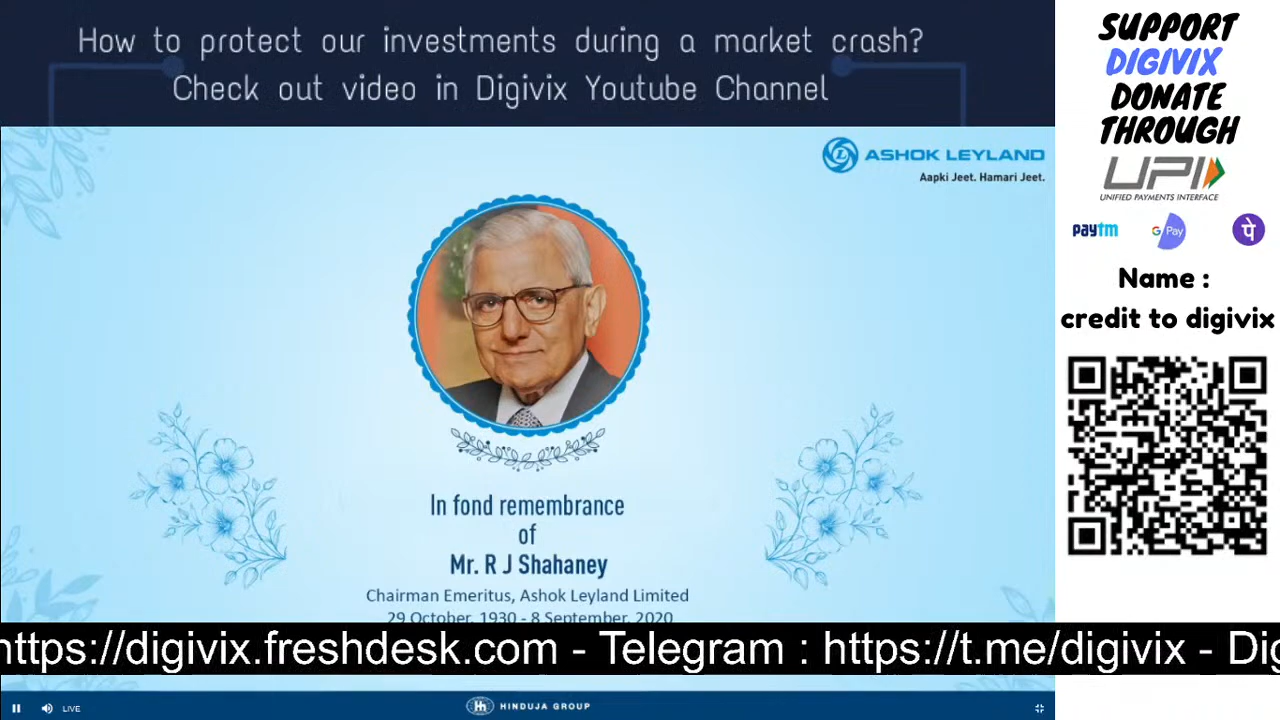 How to protect our investments during a market crash?
Check out video in Digivix Youtube Channel
ASHOK LEYLAND
Aapki Jeet. Hamari Jeet.
In fond remembrance
of
Mr. R J Shahaney
Chairman Emeritus, Ashok Leyland Limited
29 October, 1930 - 8 September, 2020
https://digivix.freshdesk.com - Telegram : https://t.me/digivix - Dig
LIVE
HINDUJA GROUP
SUPPORT
DIGIVIX
DONATE
THROUGH
UPI
UNIFIED PAYMENTS INTERFACE
paytm
G Pay
पे
Name :
credit to digivix